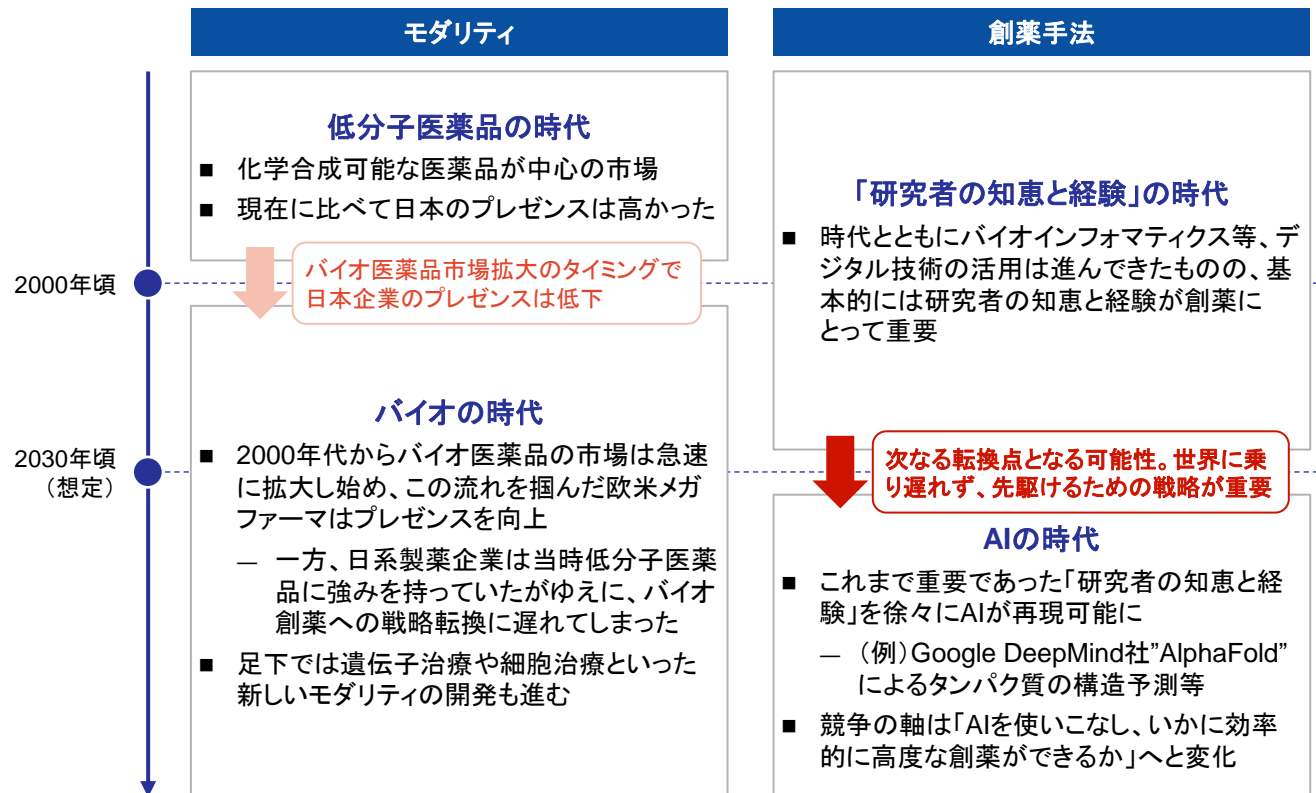 モダリティ
低分子医薬品の時代
■ 化学合成可能な医薬品が中心の市場
■ 現在に比べて日本のプレゼンスは高かった
2000年頃
バイオ医薬品市場拡大のタイミングで
日本企業のプレゼンスは低下
バイオの時代
2030年頃
（想定）
■ 2000年代からバイオ医薬品の市場は急速
に拡大し始め、この流れを掴んだ欧米メガ
ファーマはプレゼンスを向上
― 一方、日系製薬企業は当時低分子医薬
品に強みを持っていたがゆえに、バイオ
創薬への戦略転換に遅れてしまった
■ 足下では遺伝子治療や細胞治療といった
新しいモダリティの開発も進む
創薬手法
「研究者の知恵と経験」の時代
■ 時代とともにバイオインフォマティクス等、デ
ジタル技術の活用は進んできたものの、基
本的には研究者の知恵と経験が創薬に
とって重要
次なる転換点となる可能性。世界に乗
り遅れず、先駆けるための戦略が重要
AIの時代
■ これまで重要であった「研究者の知恵と経
験」を徐々にAIが再現可能に
― （例）Google DeepMind社”AlphaFold”
によるタンパク質の構造予測等
■ 競争の軸は「AIを使いこなし、いかに効率
的に高度な創薬ができるか」へと変化